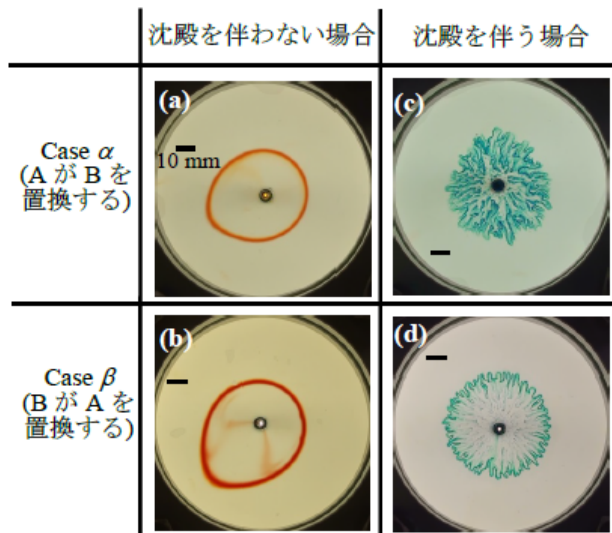 沈殿を伴わない場合
沈殿を伴う場合
Case α
(A が B を
置換する)
(a)
10 mm
(c)
Case β
(B が A を
置換する)
(b)
(d)